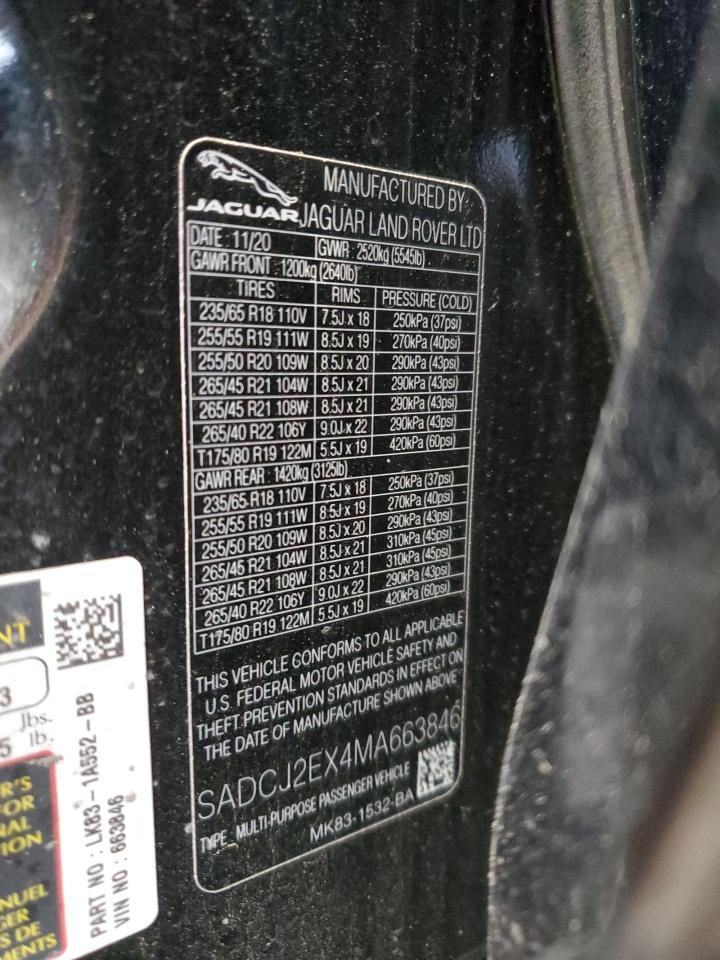 JAGUAR
MANUFACTURED BY:
JAGUAR LAND ROVER LTD
DATE : 11/20 GVWR : 2520kg (5545lb)
GAWR FRONT : 1200kg (2640lb)
TIRES RIMS PRESSURE (COLD)
235/65 R18 110V 7.5J x 18 250kPa (37psi)
255/55 R19 111W 8.5J x 19 270kPa (40psi)
255/50 R20 109W 8.5J x 20 290kPa (43psi)
265/45 R21 104W 8.5J x 21 290kPa (43psi)
265/45 R21 108W 8.5J x 21 290kPa (43psi)
265/40 R22 106Y 9.0J x 22 290kPa (43psi)
T175/80 R19 122M 5.5J x 19 420kPa (60psi)
GAWR REAR : 1420kg (3125lb)
235/65 R18 110V 7.5J x 18 250kPa (37psi)
255/55 R19 111W 8.5J x 19 270kPa (40psi)
255/50 R20 109W 8.5J x 20 290kPa (43psi)
265/45 R21 104W 8.5J x 21 310kPa (45psi)
265/45 R21 108W 8.5J x 21 310kPa (45psi)
265/40 R22 106Y 9.0J x 22 290kPa (43psi)
T175/80 R19 122M 5.5J x 19 420kPa (60psi)
THIS VEHICLE CONFORMS TO ALL APPLICABLE
U.S. FEDERAL MOTOR VEHICLE SAFETY AND
THEFT PREVENTION STANDARDS IN EFFECT ON
THE DATE OF MANUFACTURE SHOWN ABOVE
SADCJ2EX4MA663846
TYPE : MULTI-PURPOSE PASSENGER VEHICLE
MK83-1532-BA
NT
3
lbs.
5 lb.
R'S
FOR
NAL
TION
NUEL
GER
S DE
MENTS
PART NO : LK83-1A552-BB
VIN NO : 663846